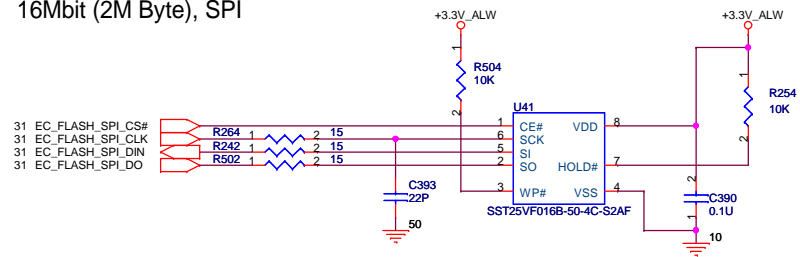 16Mbit (2M Byte), SPI
+3.3V_ALW
+3.3V_ALW
1
R504
10K
2
1
R254
10K
2
U41
31 EC_FLASH_SPI_CS#
31 EC_FLASH_SPI_CLK
31 EC_FLASH_SPI_DIN
31 EC_FLASH_SPI_DO
R264 1 2 15
R242 1 2 15
R502 1 2 15
1 CE# VDD 8
6 SCK
5 SI
2 SO HOLD# 7
3 WP# VSS 4
SST25VF016B-50-4C-S2AF
C393
22P
50
2
C390
0.1U
1
10